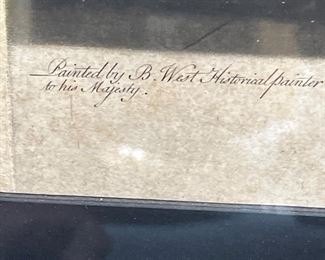 Painted by B. West Historical painter
to his Majesty.